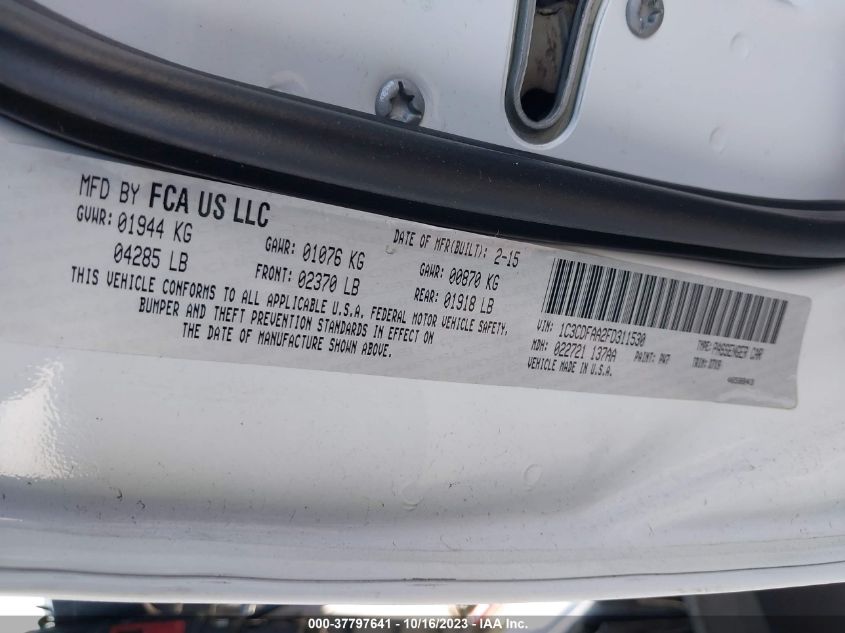 MFD BY FCA US LLC
DATE OF MFR(BUILT): 2-15
GVWR: 01944 KG
04285 LB
GAWR: 01076 KG
FRONT: 02370 LB
GAWR: 00870 KG
REAR: 01918 LB
THIS VEHICLE CONFORMS TO ALL APPLICABLE U.S.A. FEDERAL MOTOR VEHICLE SAFETY,
BUMPER AND THEFT PREVENTION STANDARDS IN EFFECT ON
THE DATE OF MANUFACTURE SHOWN ABOVE.
VIN: 1C3CDFAA2FD311530
TYPE: PASSENGER CAR
MDH: 022721 137AA
PAINT: PW7
TRIM:
VEHICLE MADE IN U.S.A.
000-37797641 - 10/16/2023 - IAA Inc.